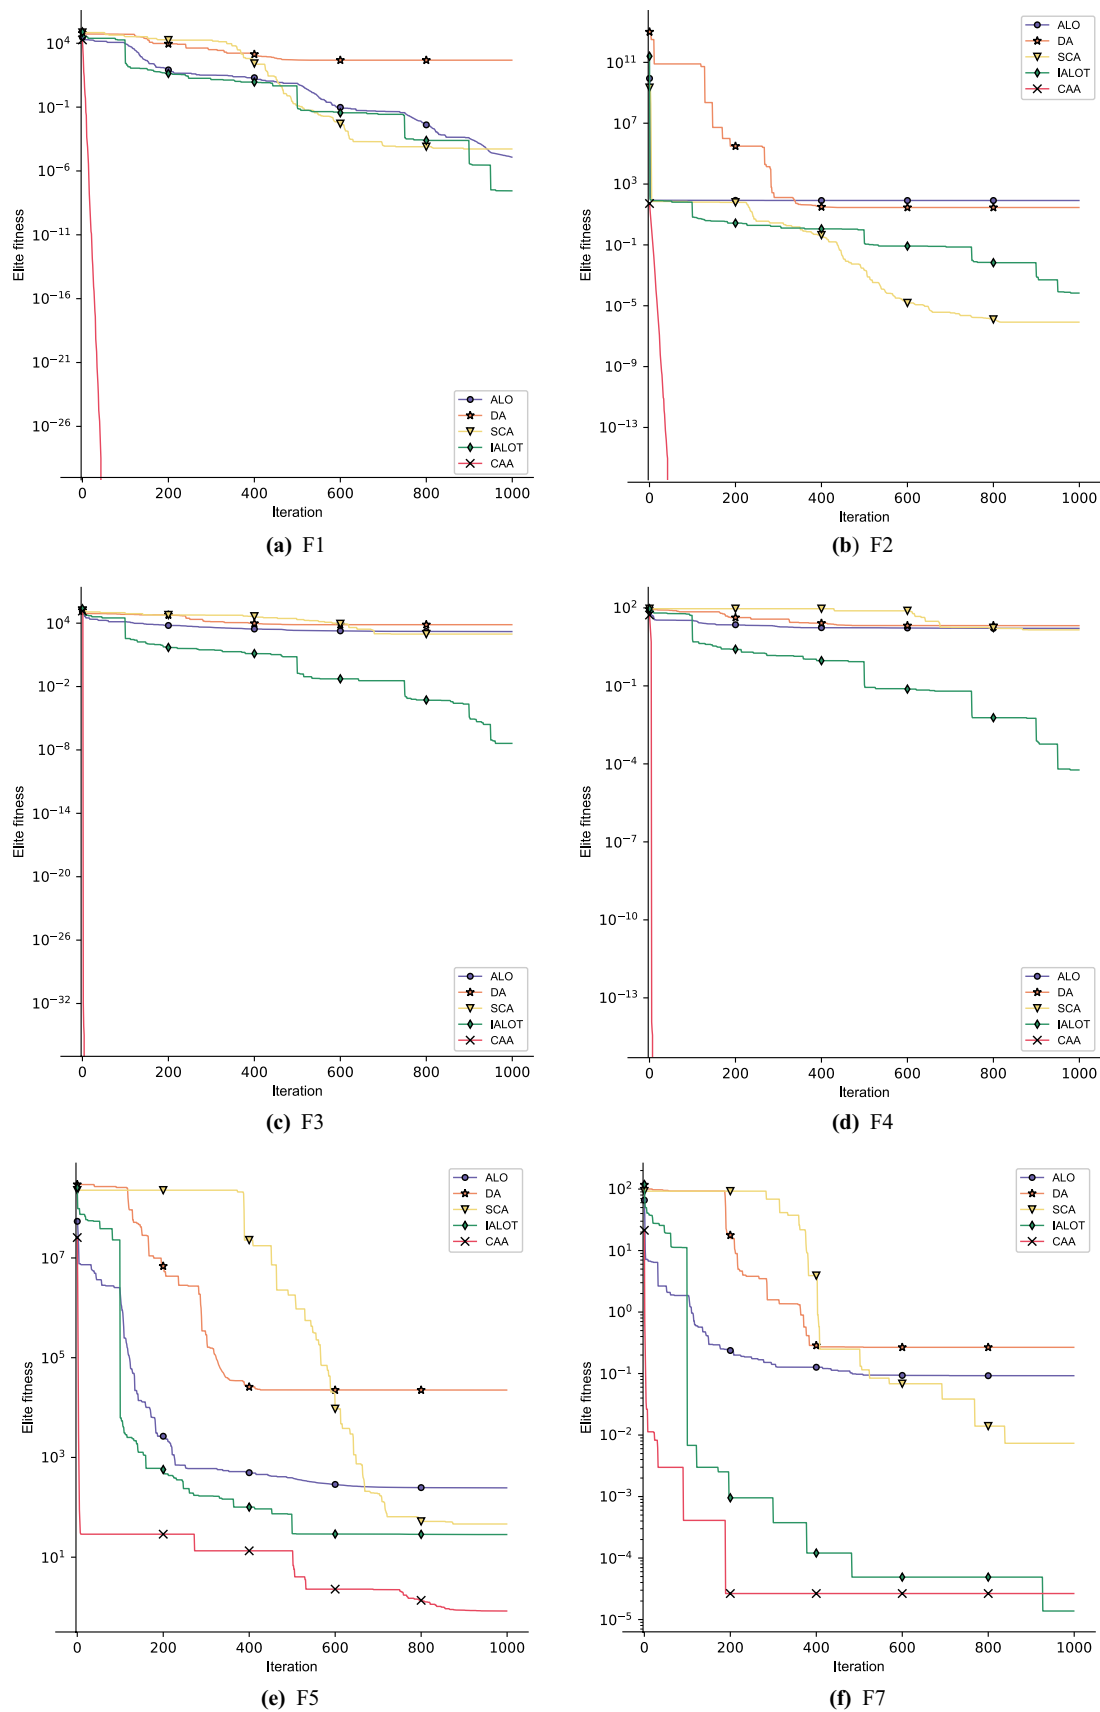 10^4
10^−1
10^−6
10^−11
10^−16
10^−21
10^−26
Elite fitness
ALO
DA
SCA
IALOT
CAA
0 200 400 600 800 1000
Iteration
(a) F1
10^11
10^7
10^3
10^−1
10^−5
10^−9
10^−13
Elite fitness
ALO
DA
SCA
IALOT
CAA
0 200 400 600 800 1000
Iteration
(b) F2
10^4
10^−2
10^−8
10^−14
10^−20
10^−26
10^−32
Elite fitness
ALO
DA
SCA
IALOT
CAA
0 200 400 600 800 1000
Iteration
(c) F3
10^2
10^−1
10^−4
10^−7
10^−10
10^−13
Elite fitness
ALO
DA
SCA
IALOT
CAA
0 200 400 600 800 1000
Iteration
(d) F4
10^7
10^5
10^3
10^1
Elite fitness
ALO
DA
SCA
IALOT
CAA
0 200 400 600 800 1000
Iteration
(e) F5
10^2
10^1
10^0
10^−1
10^−2
10^−3
10^−4
10^−5
Elite fitness
ALO
DA
SCA
IALOT
CAA
0 200 400 600 800 1000
Iteration
(f) F7